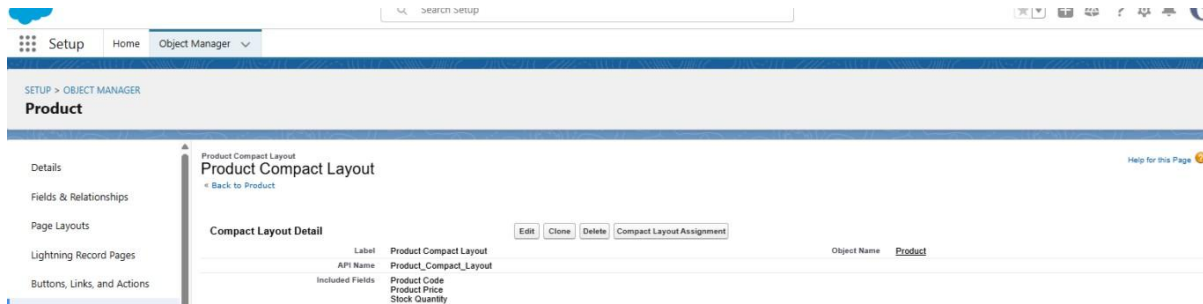 Search Setup
Setup Home Object Manager
SETUP > OBJECT MANAGER
Product
Details
Fields & Relationships
Page Layouts
Lightning Record Pages
Buttons, Links, and Actions
Product Compact Layout
Product Compact Layout
« Back to Product
Help for this Page
Compact Layout Detail Edit Clone Delete Compact Layout Assignment
Label Product Compact Layout Object Name Product
API Name Product_Compact_Layout
Included Fields Product Code
Product Price
Stock Quantity